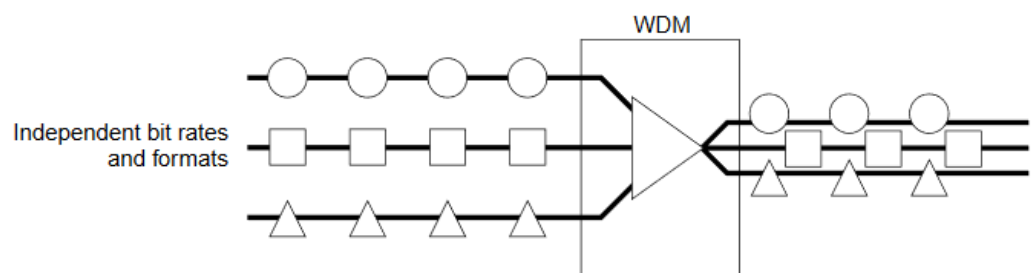 WDM
Independent bit rates
and formats